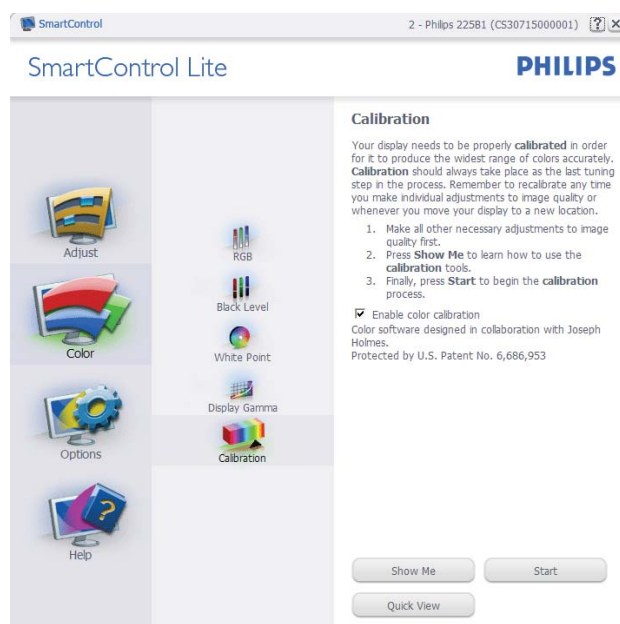 SmartControl
2 - Philips 225B1 (CS30715000001)
?
X
SmartControl Lite
PHILIPS
Adjust
Color
Options
Help
RGB
Black Level
White Point
Display Gamma
Calibration
Calibration
Your display needs to be properly calibrated in order
for it to produce the widest range of colors accurately.
Calibration should always take place as the last tuning
step in the process. Remember to recalibrate any time
you make individual adjustments to image quality or
whenever you move your display to a new location.
1. Make all other necessary adjustments to image
quality first.
2. Press Show Me to learn how to use the
calibration tools.
3. Finally, press Start to begin the calibration
process.
Enable color calibration
Color software designed in collaboration with Joseph
Holmes.
Protected by U.S. Patent No. 6,686,953
Show Me
Start
Quick View